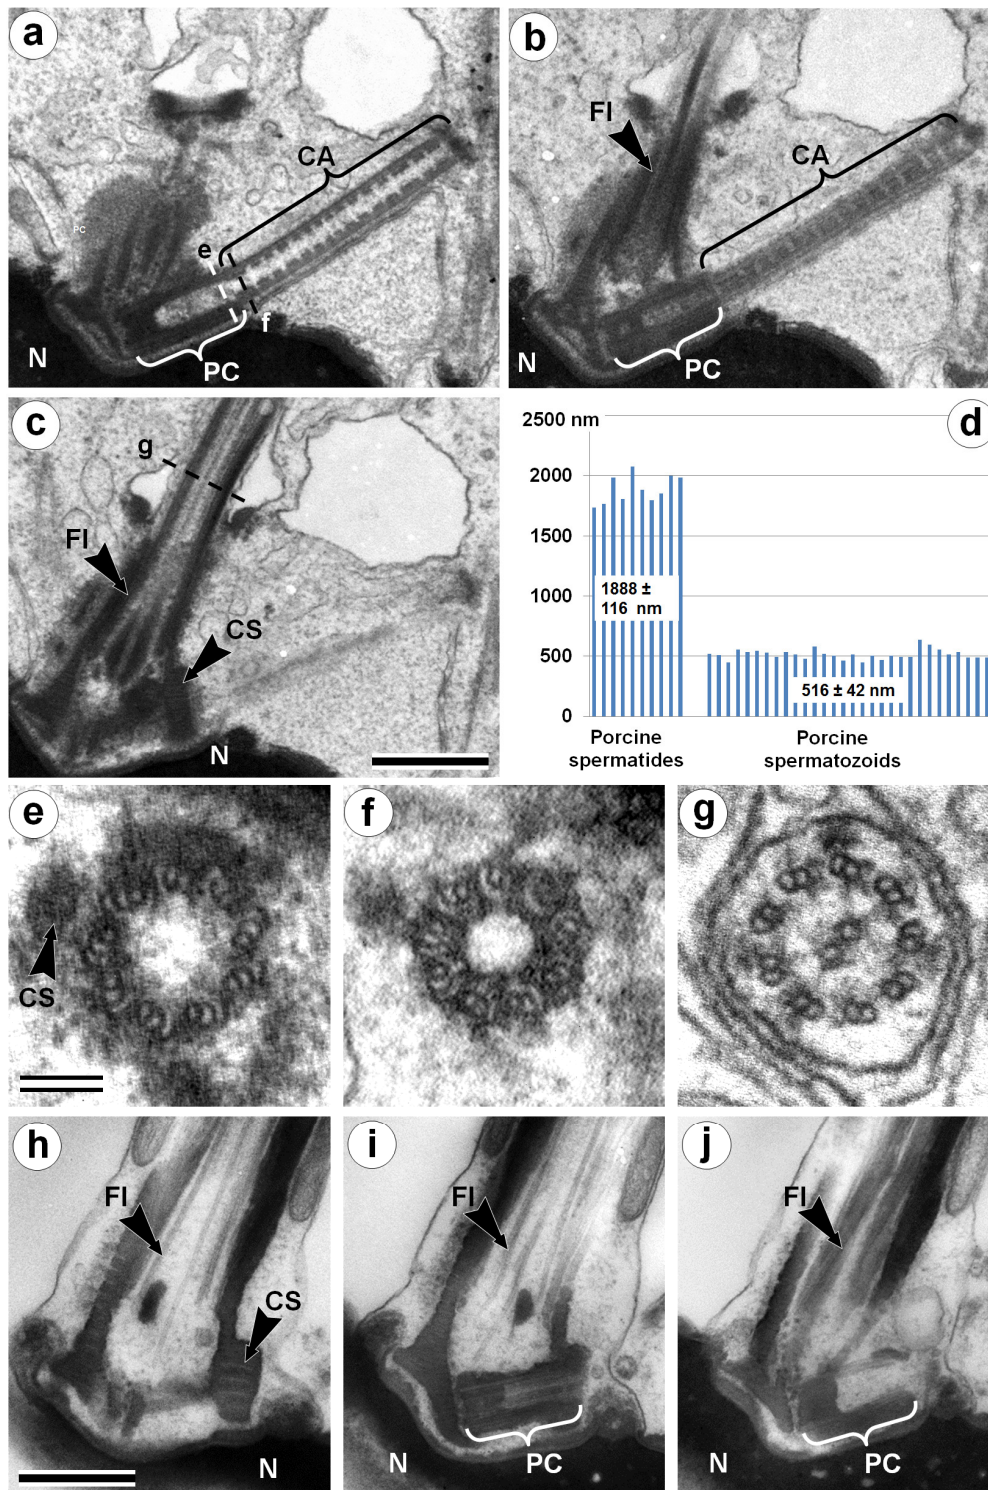 a
CA
PC
e
f
N
PC
b
FI
CA
N
PC
c
g
FI
CS
N
d
2500 nm
2000
1500
1000
500
0
1888 ±
116 nm
516 ± 42 nm
Porcine
spermatides
Porcine
spermatozoids
e
CS
f
g
h
FI
CS
N
i
FI
N
PC
j
FI
N
PC